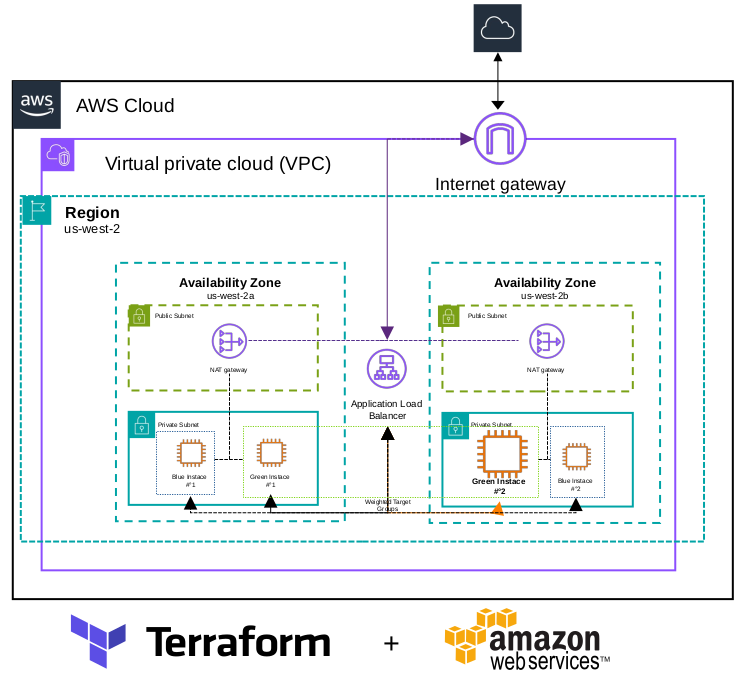 aws
AWS Cloud
Virtual private cloud (VPC)
Internet gateway
Region
us-west-2
Availability Zone
us-west-2a
Public Subnet
NAT gateway
Availability Zone
us-west-2b
Public Subnet
NAT gateway
Application Load
Balancer
Private Subnet
Blue Instace
#°1
Green Instace
#°1
Private Subnet
Green Instace
#°2
Blue Instace
#°2
Weighted Target
Groups
Terraform
+
amazon
web services™